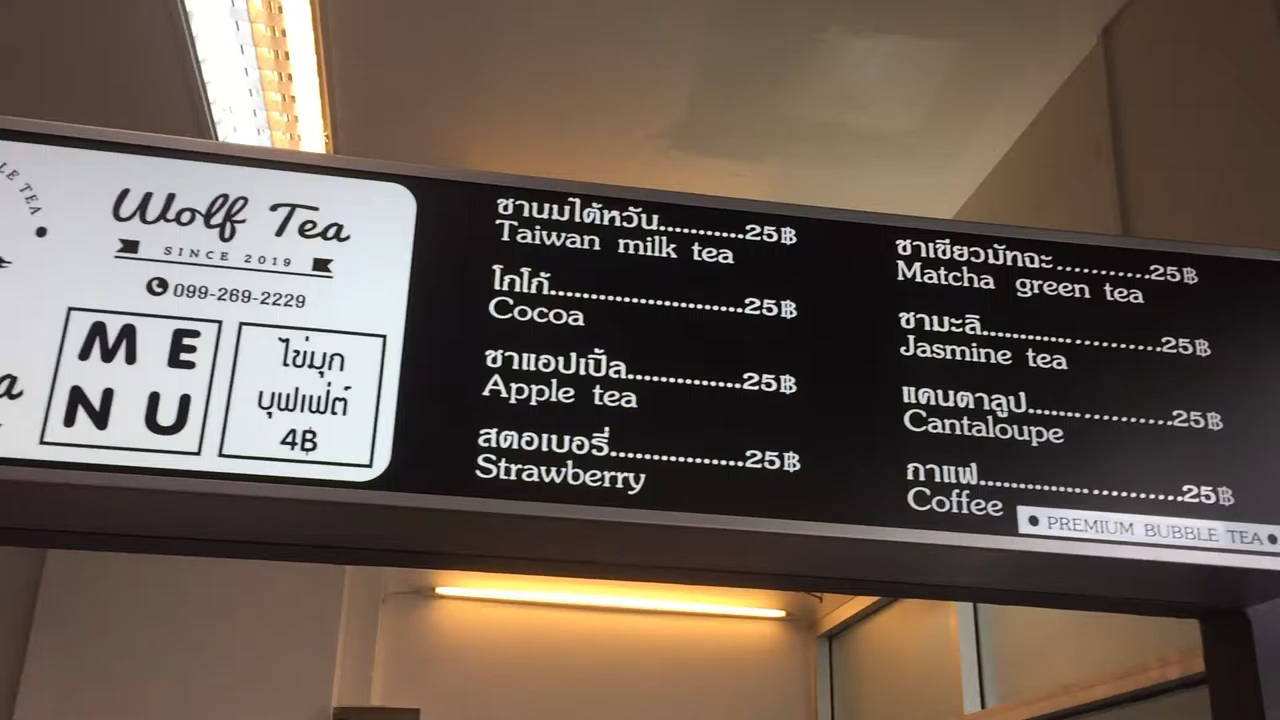 LE TEA
Wolf Tea
SINCE 2019
099-269-2229
ME
NU
ไข่มุก
บุฟเฟ่ต์
4฿
ชานมไต้หวัน...........25฿
Taiwan milk tea
โกโก้.........................25฿
Cocoa
ชาแอปเปิ้ล...............25฿
Apple tea
สตอเบอรี่.................25฿
Strawberry
ชาเขียวมัทฉะ............25฿
Matcha green tea
ชามะลิ.......................25฿
Jasmine tea
แคนตาลูป..................25฿
Cantaloupe
กาแฟ..........................25฿
Coffee
PREMIUM BUBBLE TEA